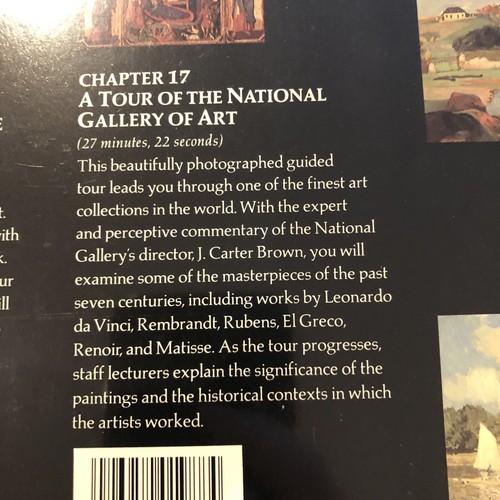 CHAPTER 17
A TOUR OF THE NATIONAL
GALLERY OF ART
(27 minutes, 22 seconds)
This beautifully photographed guided
tour leads you through one of the finest art
collections in the world. With the expert
and perceptive commentary of the National
Gallery's director, J. Carter Brown, you will
examine some of the masterpieces of the past
seven centuries, including works by Leonardo
da Vinci, Rembrandt, Rubens, El Greco,
Renoir, and Matisse. As the tour progresses,
staff lecturers explain the significance of the
paintings and the historical contexts in which
the artists worked.